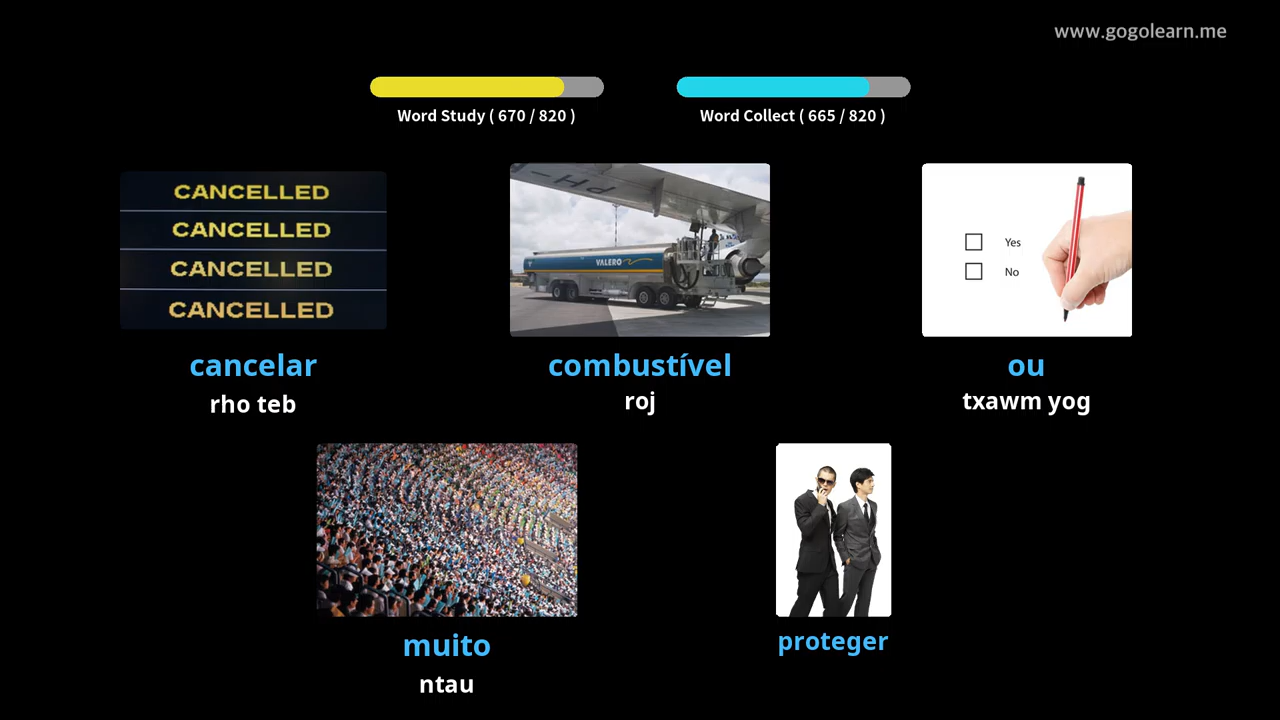 www.gogolearn.me
Word Study ( 670 / 820 )
Word Collect ( 665 / 820 )
CANCELLED
CANCELLED
CANCELLED
CANCELLED
VALERO
PH-H
Yes
No
cancelar
combustível
ou
rho teb
roj
txawm yog
muito
proteger
ntau